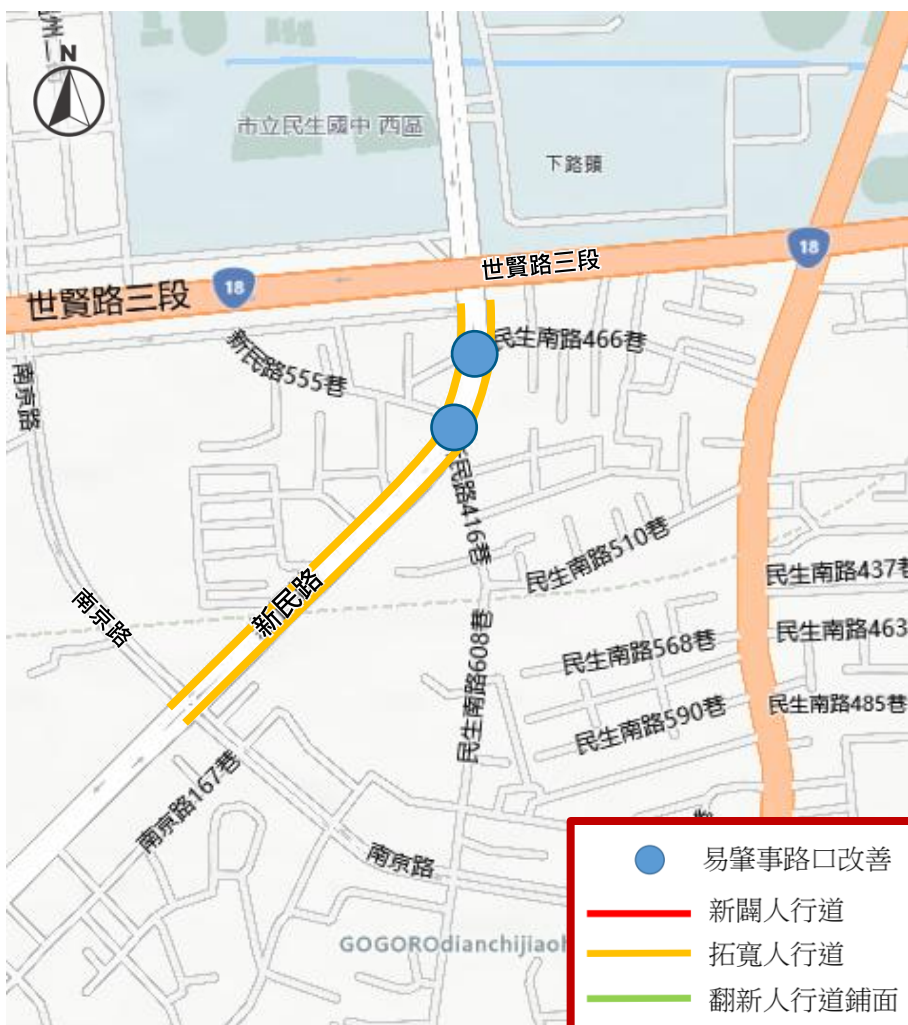 N
市立民生國中 西區
下路頭
18
世賢路三段
世賢路三段
18
民生南路466巷
新民路555巷
南京路
民路416巷
民生南路510巷
民生南路437巷
新民路
南京路
民生南路463
民生南路568巷
民生南路608巷
民生南路485巷
民生南路590巷
南京路167巷
南京路
GOGOROdianchijiaoh
易肇事路口改善
新闢人行道
拓寬人行道
翻新人行道鋪面